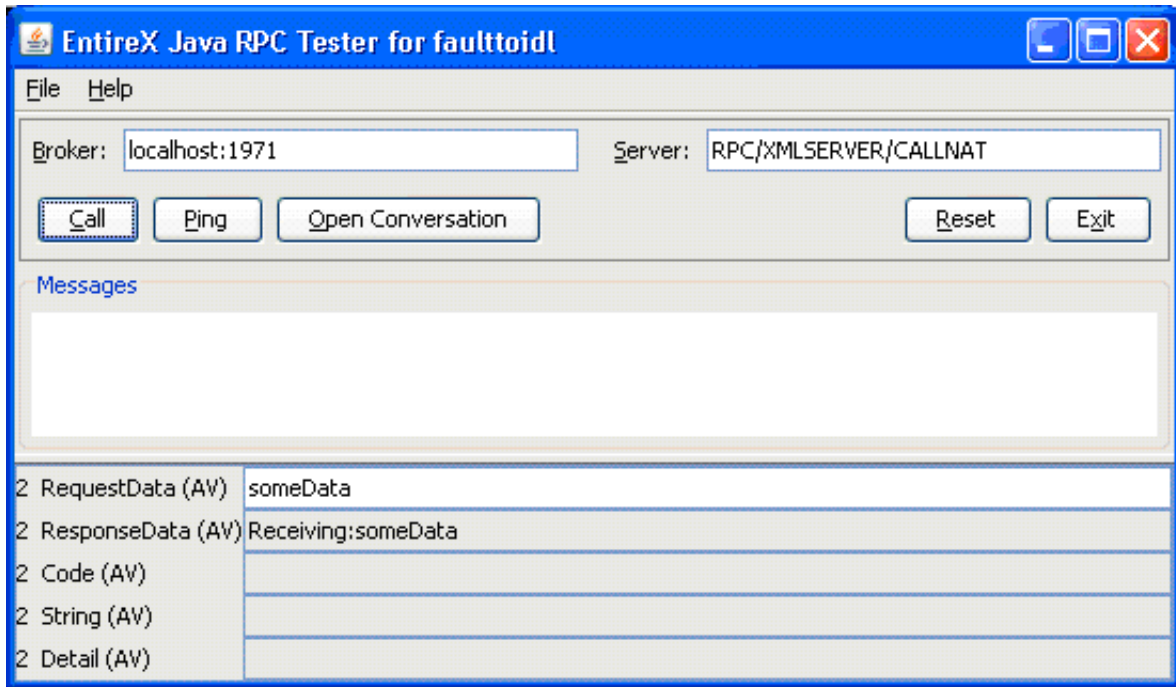 EntireX Java RPC Tester for faulttoidl
File Help
Broker: localhost:1971 Server: RPC/XMLSERVER/CALLNAT
Call Ping Open Conversation Reset Exit
Messages
2 RequestData (AV) someData
2 ResponseData (AV) Receiving:someData
2 Code (AV)
2 String (AV)
2 Detail (AV)